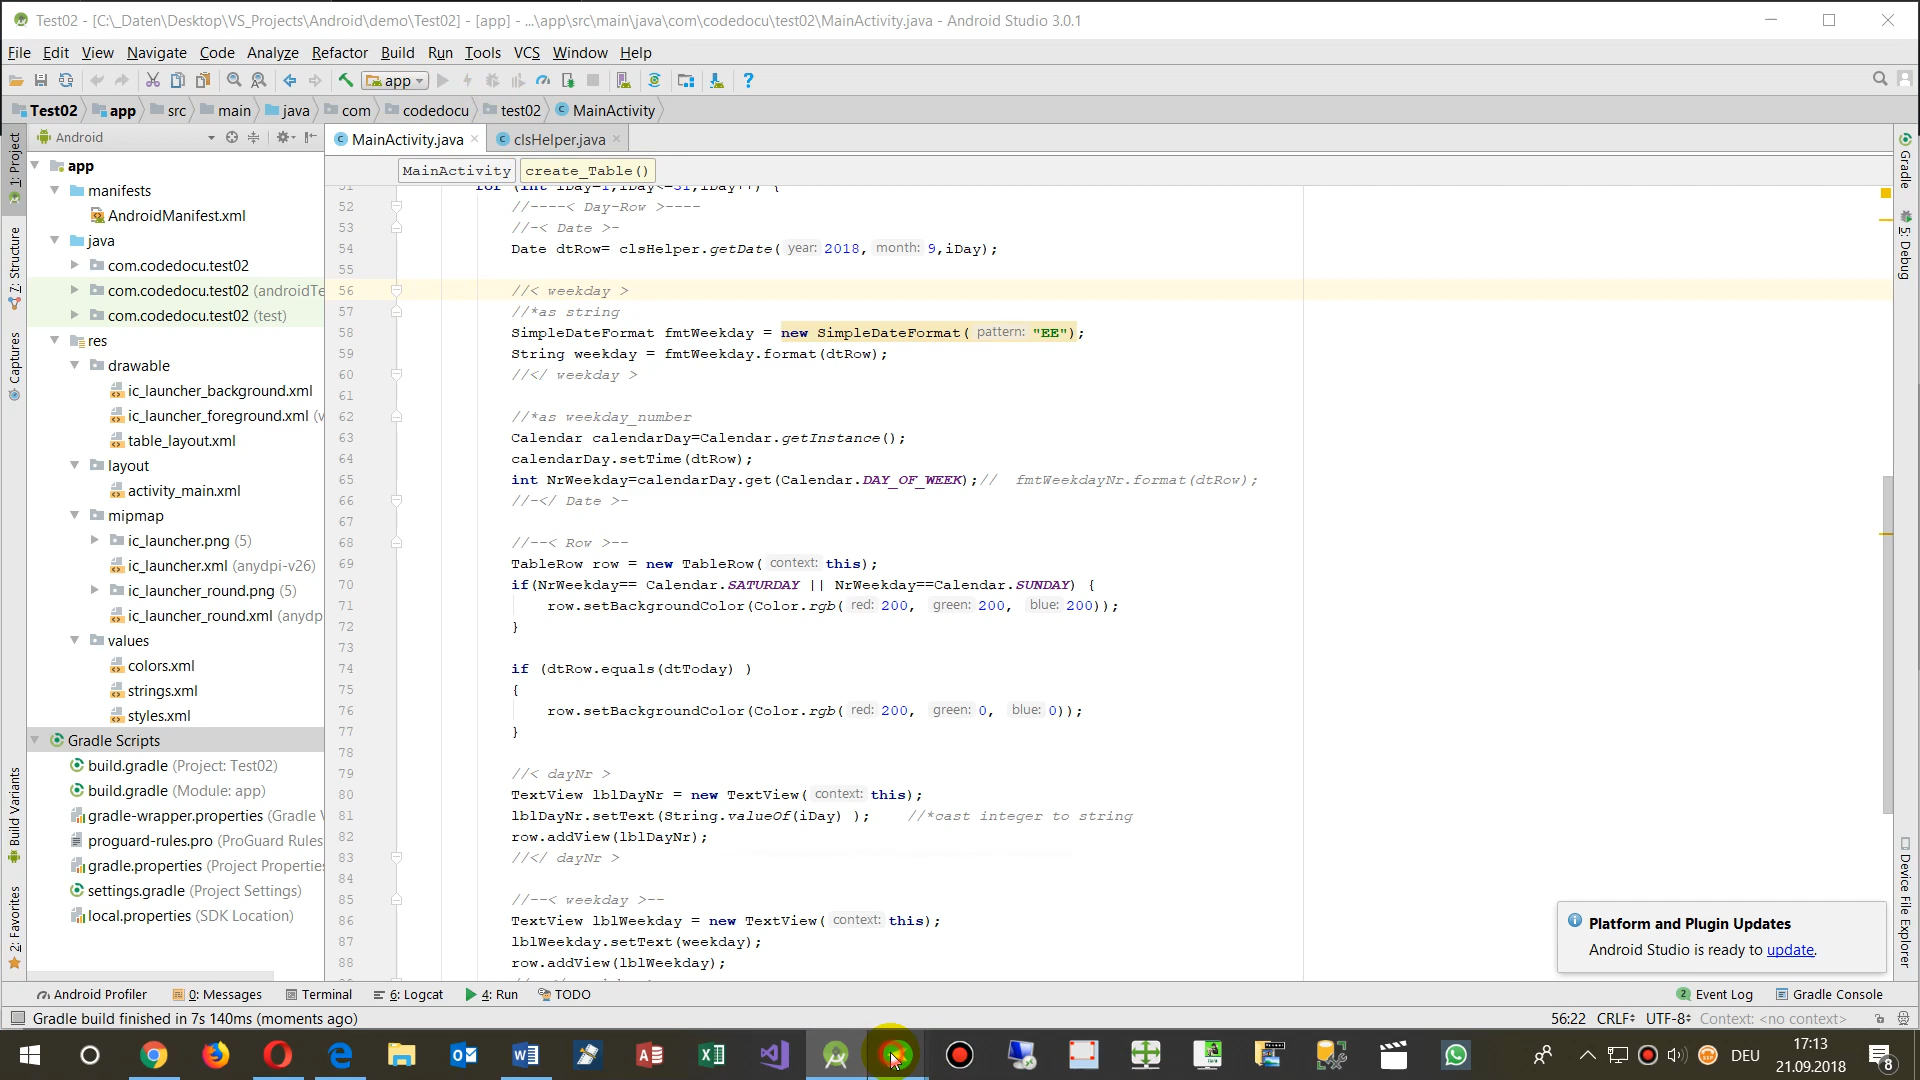 Test02 - [C:\_Daten\Desktop\VS_Projects\Android\demo\Test02] - [app] - ...\app\src\main\java\com\codedocu\test02\MainActivity.java - Android Studio 3.0.1
File Edit View Navigate Code Analyze Refactor Build Run Tools VCS Window Help
app
Test02 app src main java com codedocu test02 MainActivity
Android
MainActivity.java clsHelper.java
MainActivity create_Table()
1: Project
7: Structure
Captures
Build Variants
2: Favorites
app
manifests
AndroidManifest.xml
java
com.codedocu.test02
com.codedocu.test02 (androidTe
com.codedocu.test02 (test)
res
drawable
ic_launcher_background.xml
ic_launcher_foreground.xml (v
table_layout.xml
layout
activity_main.xml
mipmap
ic_launcher.png (5)
ic_launcher.xml (anydpi-v26)
ic_launcher_round.png (5)
ic_launcher_round.xml (anydp
values
colors.xml
strings.xml
styles.xml
Gradle Scripts
build.gradle (Project: Test02)
build.gradle (Module: app)
gradle-wrapper.properties (Gradle V
proguard-rules.pro (ProGuard Rules
gradle.properties (Project Properties
settings.gradle (Project Settings)
local.properties (SDK Location)
51 for (int iDay=1;iDay<=31;iDay++) {
52 //----< Day-Row >----
53 //-< Date >-
54 Date dtRow= clsHelper.getDate( year: 2018, month: 9,iDay);
55
56 //< weekday >
57 //*as string
58 SimpleDateFormat fmtWeekday = new SimpleDateFormat( pattern: "EE");
59 String weekday = fmtWeekday.format(dtRow);
60 //</ weekday >
61
62 //*as weekday_number
63 Calendar calendarDay=Calendar.getInstance();
64 calendarDay.setTime(dtRow);
65 int NrWeekday=calendarDay.get(Calendar.DAY_OF_WEEK);// fmtWeekdayNr.format(dtRow);
66 //-</ Date >-
67
68 //--< Row >--
69 TableRow row = new TableRow( context: this);
70 if(NrWeekday== Calendar.SATURDAY || NrWeekday==Calendar.SUNDAY) {
71 row.setBackgroundColor(Color.rgb( red: 200, green: 200, blue: 200));
72 }
73
74 if (dtRow.equals(dtToday) )
75 {
76 row.setBackgroundColor(Color.rgb( red: 200, green: 0, blue: 0));
77 }
78
79 //< dayNr >
80 TextView lblDayNr = new TextView( context: this);
81 lblDayNr.setText(String.valueOf(iDay) ); //*cast integer to string
82 row.addView(lblDayNr);
83 //</ dayNr >
84
85 //--< weekday >--
86 TextView lblWeekday = new TextView( context: this);
87 lblWeekday.setText(weekday);
88 row.addView(lblWeekday);
Gradle
5: Debug
Device File Explorer
Platform and Plugin Updates
Android Studio is ready to update.
Android Profiler 0: Messages Terminal 6: Logcat 4: Run TODO 2 Event Log Gradle Console
Gradle build finished in 7s 140ms (moments ago) 56:22 CRLF UTF-8 Context: <no context>
DEU
17:13
21.09.2018
8